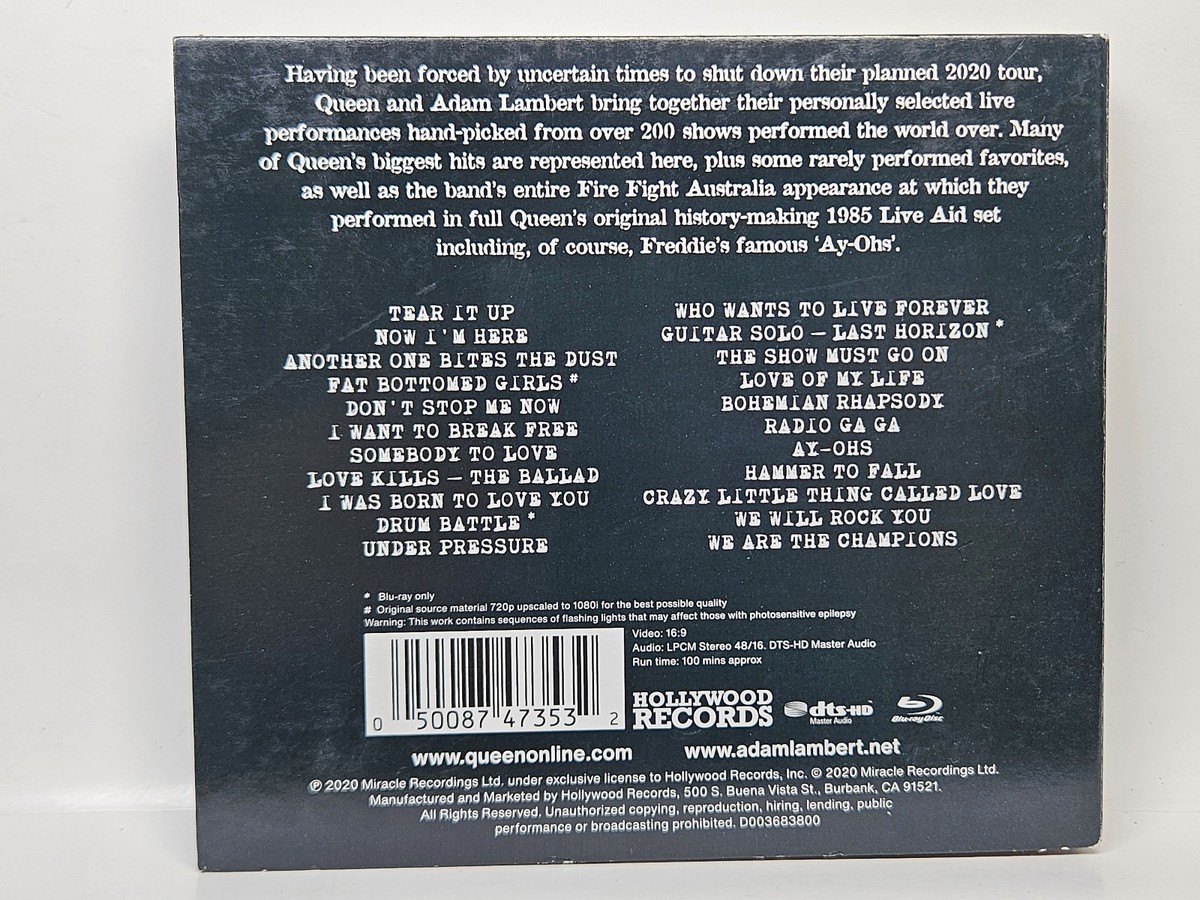 Having been forced by uncertain times to shut down their planned 2020 tour,
Queen and Adam Lambert bring together their personally selected live
performances hand-picked from over 200 shows performed the world over. Many
of Queen's biggest hits are represented here, plus some rarely performed favorites,
as well as the band's entire Fire Fight Australia appearance at which they
performed in full Queen's original history-making 1985 Live Aid set
including, of course, Freddie's famous 'Ay-Ohs'.
TEAR IT UP
NOW I'M HERE
ANOTHER ONE BITES THE DUST
FAT BOTTOMED GIRLS #
DON'T STOP ME NOW
I WANT TO BREAK FREE
SOMEBODY TO LOVE
LOVE KILLS – THE BALLAD
I WAS BORN TO LOVE YOU
DRUM BATTLE *
UNDER PRESSURE
WHO WANTS TO LIVE FOREVER
GUITAR SOLO – LAST HORIZON *
THE SHOW MUST GO ON
LOVE OF MY LIFE
BOHEMIAN RHAPSODY
RADIO GA GA
AY-OHS
HAMMER TO FALL
CRAZY LITTLE THING CALLED LOVE
WE WILL ROCK YOU
WE ARE THE CHAMPIONS
* Blu-ray only
# Original source material 720p upscaled to 1080i for the best possible quality
Warning: This work contains sequences of flashing lights that may affect those with photosensitive epilepsy
Video: 16:9
Audio: LPCM Stereo 48/16. DTS-HD Master Audio
Run time: 100 mins approx
0 50087 47353 2
HOLLYWOOD
RECORDS
dts-HD
Master Audio
Blu-ray Disc
www.queenonline.com www.adamlambert.net
℗ 2020 Miracle Recordings Ltd. under exclusive license to Hollywood Records, Inc. © 2020 Miracle Recordings Ltd.
Manufactured and Marketed by Hollywood Records, 500 S. Buena Vista St., Burbank, CA 91521.
All Rights Reserved. Unauthorized copying, reproduction, hiring, lending, public
performance or broadcasting prohibited. D003683800